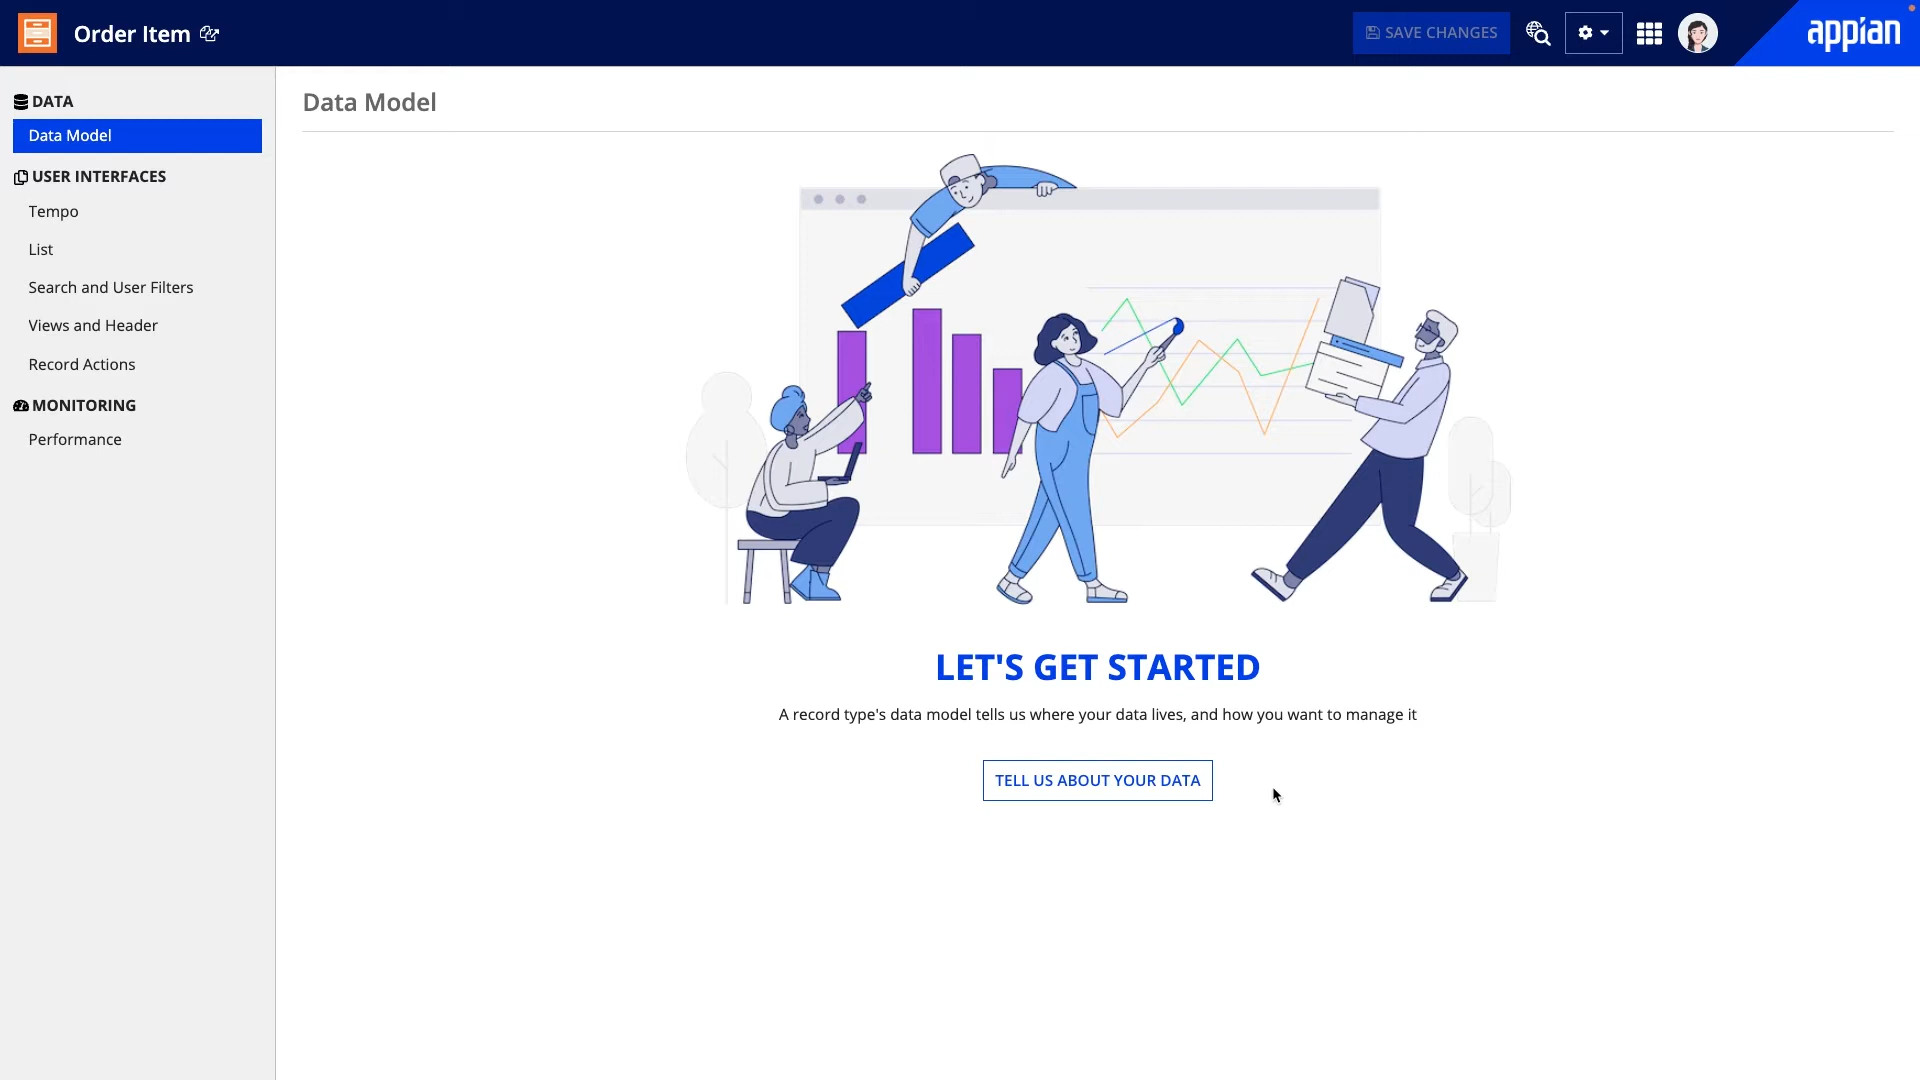 Order Item
SAVE CHANGES
appian
DATA
Data Model
USER INTERFACES
Tempo
List
Search and User Filters
Views and Header
Record Actions
MONITORING
Performance
Data Model
LET'S GET STARTED
A record type's data model tells us where your data lives, and how you want to manage it
TELL US ABOUT YOUR DATA